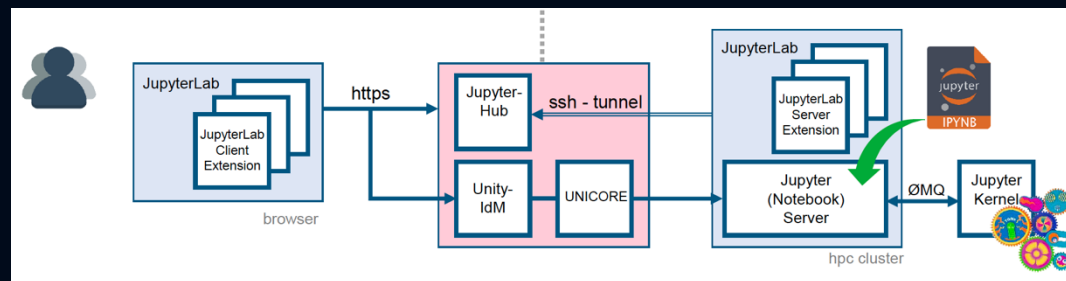 JupyterLab
JupyterLab
Client
Extension
browser
https
Jupyter-
Hub
ssh - tunnel
Unity-
IdM
UNICORE
JupyterLab
JupyterLab
Server
Extension
Jupyter
(Notebook)
Server
hpc cluster
jupyter
IPYNB
ØMQ
Jupyter
Kernel